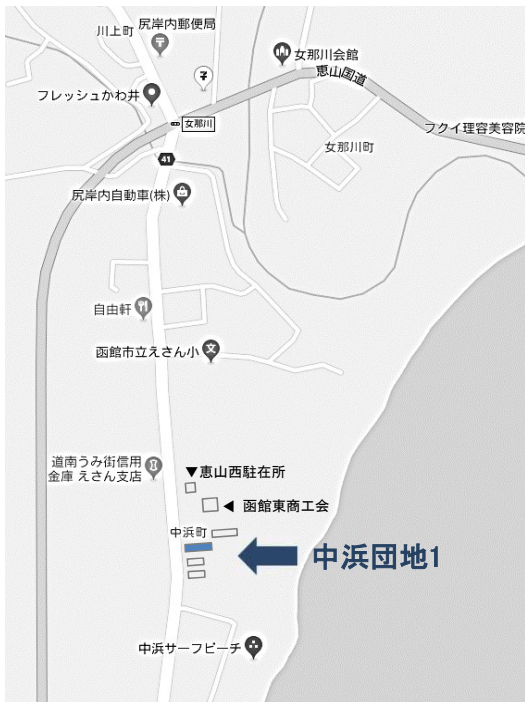 尻岸内郵便局
川上町
女那川会館
恵山国道
フレッシュかわ井
女那川
フクイ理容美容院
女那川町
41
尻岸内自動車(株)
自由軒
函館市立えさん小
文
道南うみ街信用
金庫 えさん支店
▼恵山西駐在所
◀ 函館東商工会
中浜町
中浜団地1
中浜サーフビーチ